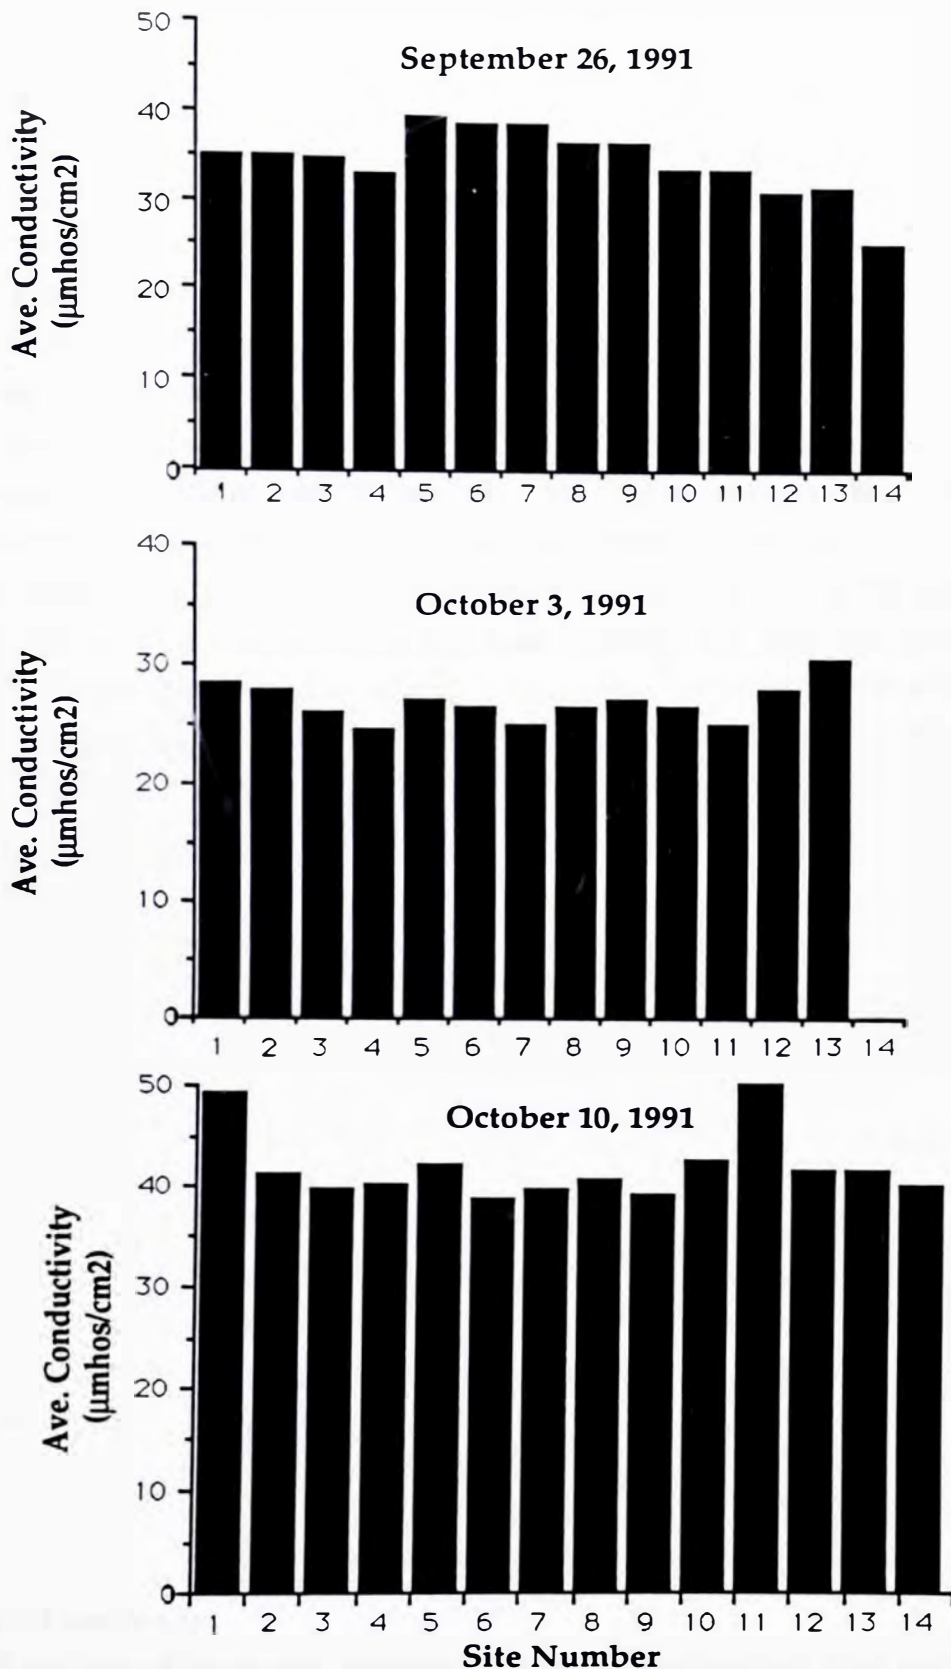 September 26, 1991
Ave. Conductivity
(µmhos/cm2)
50
40
30
20
10
0
1 2 3 4 5 6 7 8 9 10 11 12 13 14
October 3, 1991
Ave. Conductivity
(µmhos/cm2)
40
30
20
10
0
1 2 3 4 5 6 7 8 9 10 11 12 13 14
October 10, 1991
Ave. Conductivity
(µmhos/cm2)
50
40
30
20
10
0
1 2 3 4 5 6 7 8 9 10 11 12 13 14
Site Number